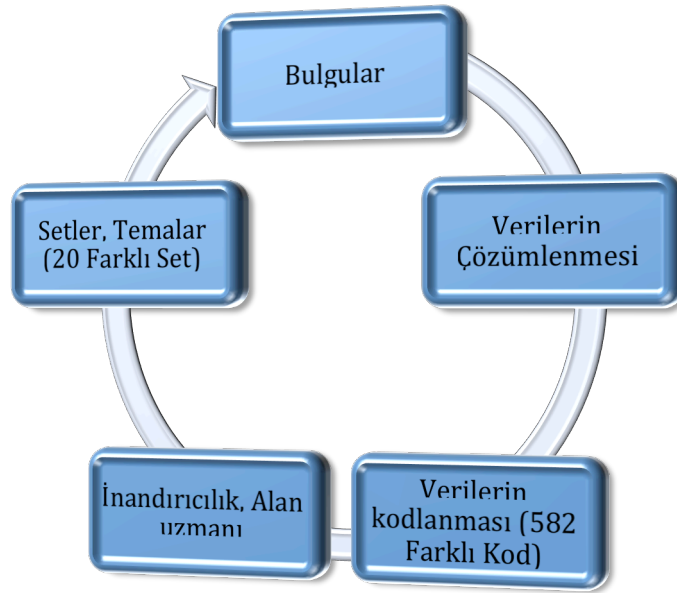 Bulgular
Verilerin
Çözümlenmesi
Verilerin
kodlanması (582
Farklı Kod)
İnandırıcılık, Alan
uzmanı
Setler, Temalar
(20 Farklı Set)